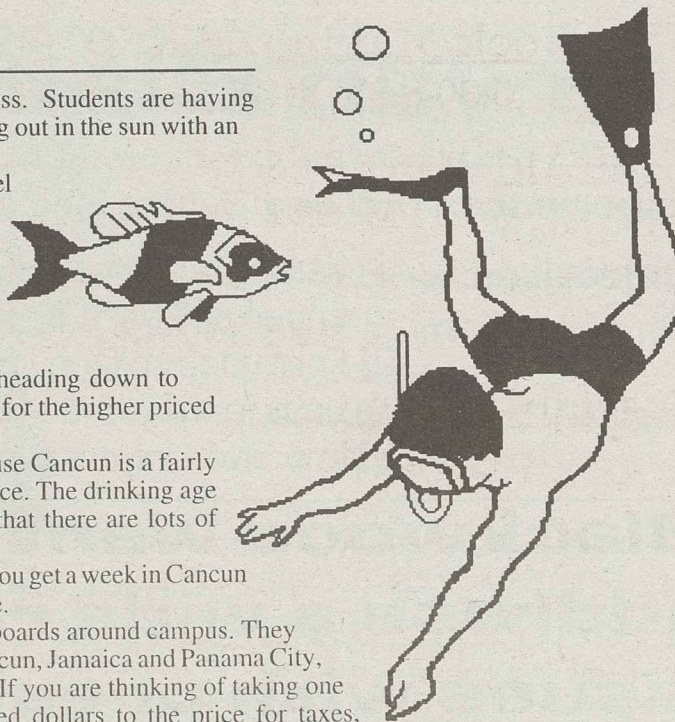 ss. Students are having
g out in the sun with an
el
heading down to
for the higher priced
use Cancun is a fairly
ce. The drinking age
that there are lots of
ou get a week in Cancun
e.
boards around campus. They
cun, Jamaica and Panama City,
If you are thinking of taking one
ed dollars to the price for taxes,